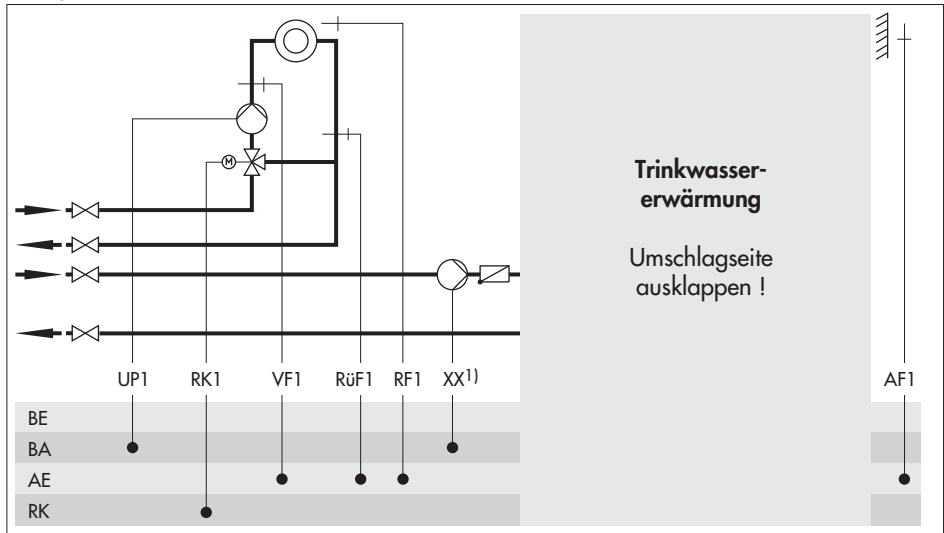 M
Trinkwasser-
erwärmung
Umschlagseite
ausklappen !
UP1 RK1 VF1 RüF1 RF1 XX1) AF1
BE
BA
AE
RK